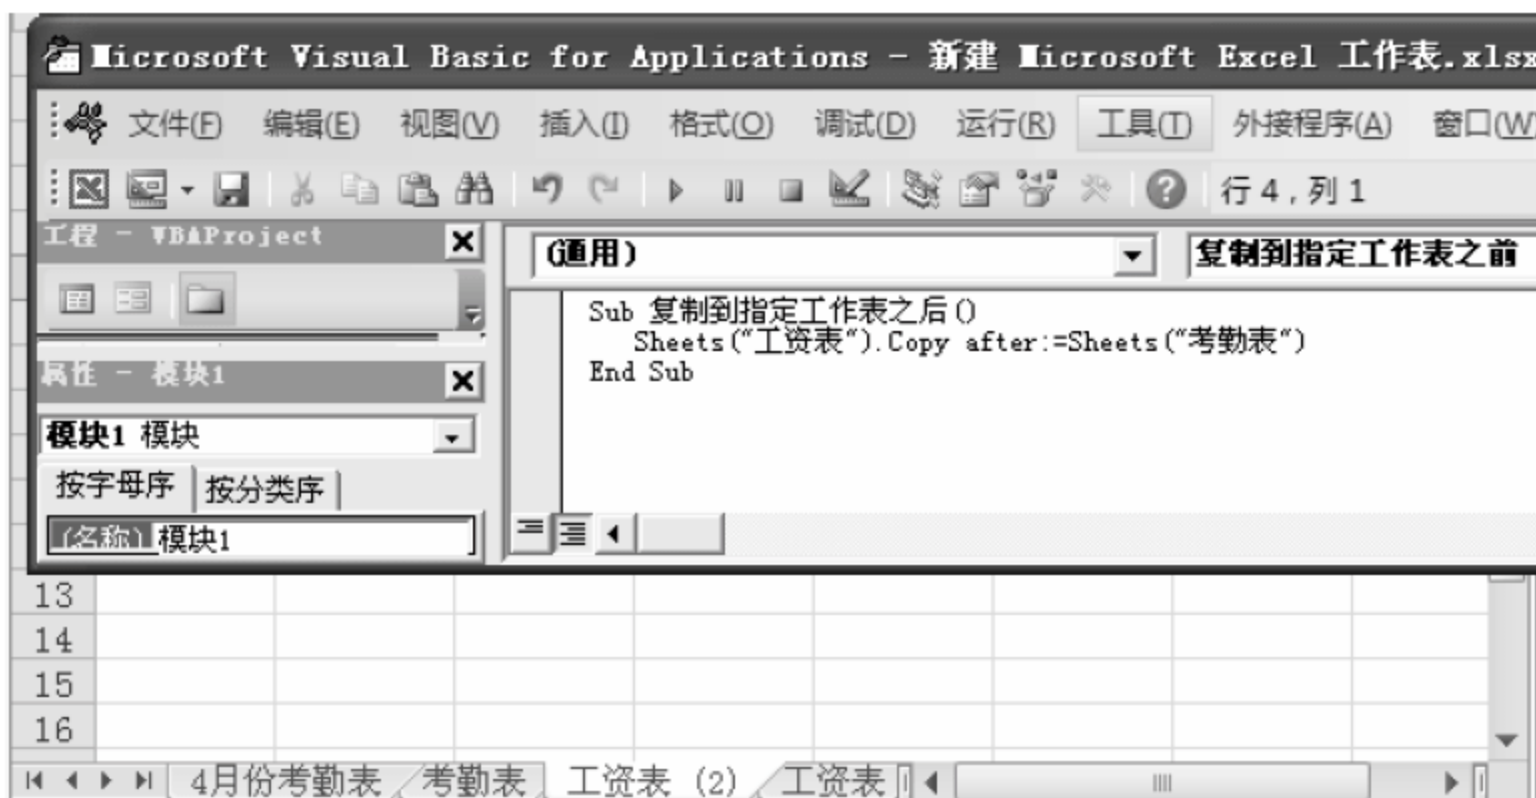 Microsoft Visual Basic for Applications - 新建 Microsoft Excel 工作表.xlsx
文件(F) 编辑(E) 视图(V) 插入(I) 格式(O) 调试(D) 运行(R) 工具(T) 外接程序(A) 窗口(W)
行 4 , 列 1
工程 - VBAProject
(通用) 复制到指定工作表之前
Sub 复制到指定工作表之后()
Sheets("工资表").Copy after:=Sheets("考勤表")
End Sub
属性 - 模块1
模块1 模块
按字母序 按分类序
(名称) 模块1
13
14
15
16
4月份考勤表 考勤表 工资表 (2) 工资表